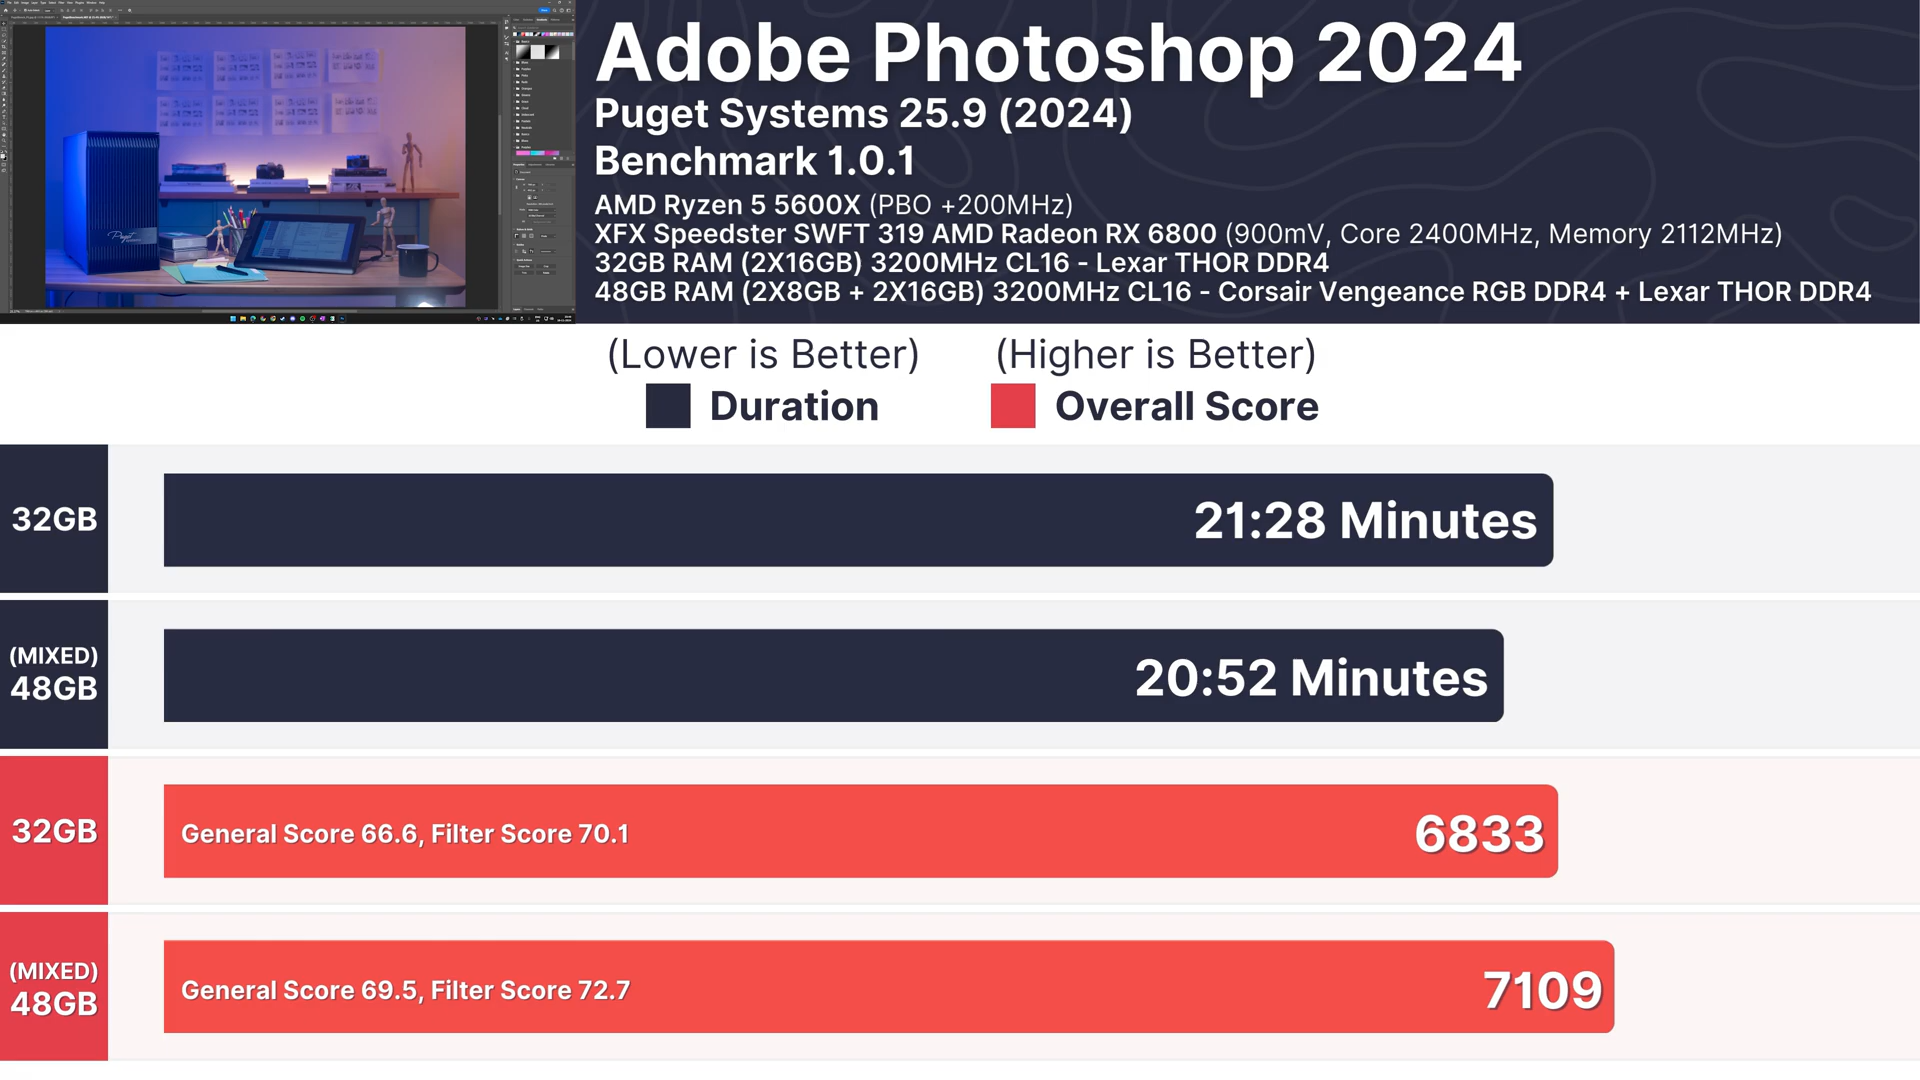 Adobe Photoshop 2024
Puget Systems 25.9 (2024)
Benchmark 1.0.1
AMD Ryzen 5 5600X (PBO +200MHz)
XFX Speedster SWFT 319 AMD Radeon RX 6800 (900mV, Core 2400MHz, Memory 2112MHz)
32GB RAM (2X16GB) 3200MHz CL16 - Lexar THOR DDR4
48GB RAM (2X8GB + 2X16GB) 3200MHz CL16 - Corsair Vengeance RGB DDR4 + Lexar THOR DDR4
Puget
(Lower is Better) (Higher is Better)
Duration Overall Score
32GB
21:28 Minutes
(MIXED)
48GB
20:52 Minutes
32GB
General Score 66.6, Filter Score 70.1
6833
(MIXED)
48GB
General Score 69.5, Filter Score 72.7
7109